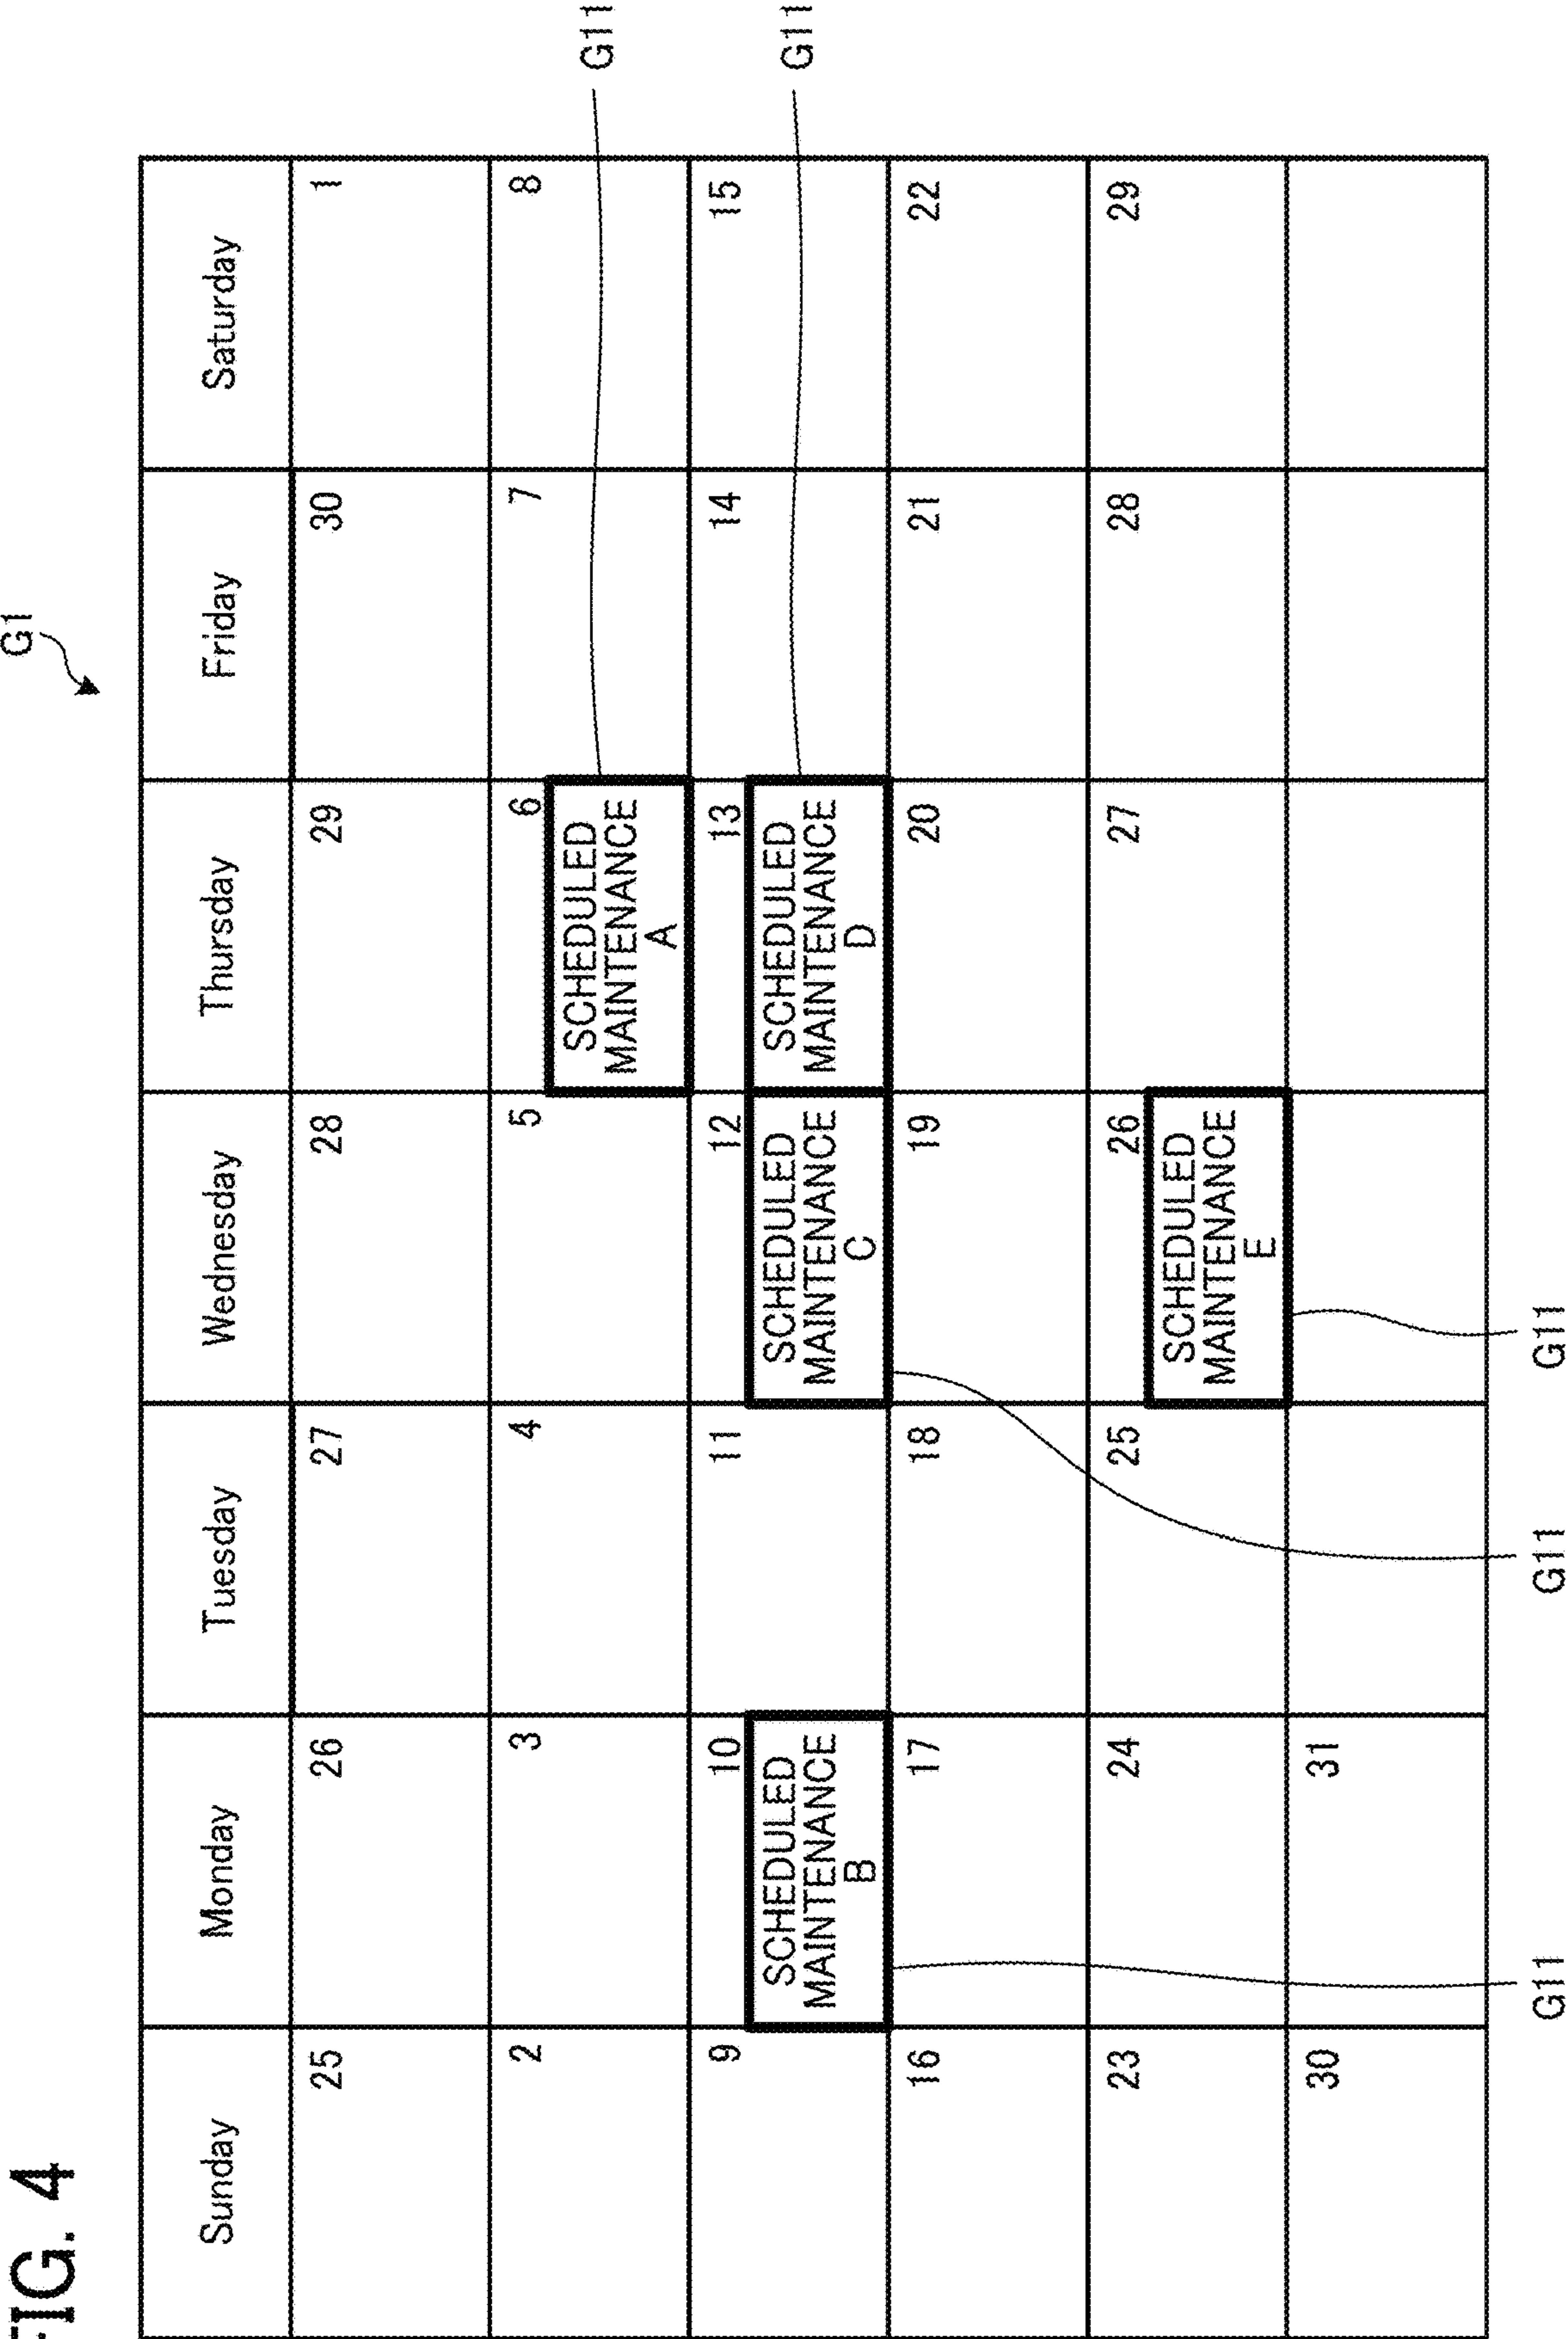 FIG. 4
G1
Sunday Monday Tuesday Wednesday Thursday Friday Saturday
25 26 27 28 29 30 1
2 3 4 5 6 7 8
SCHEDULED
MAINTENANCE
A
G11
9 10 11 12 13 14 15
SCHEDULED
MAINTENANCE
B
SCHEDULED
MAINTENANCE
C
SCHEDULED
MAINTENANCE
D
G11
16 17 18 19 20 21 22
23 24 25 26 27 28 29
SCHEDULED
MAINTENANCE
E
30 31
G11 G11 G11